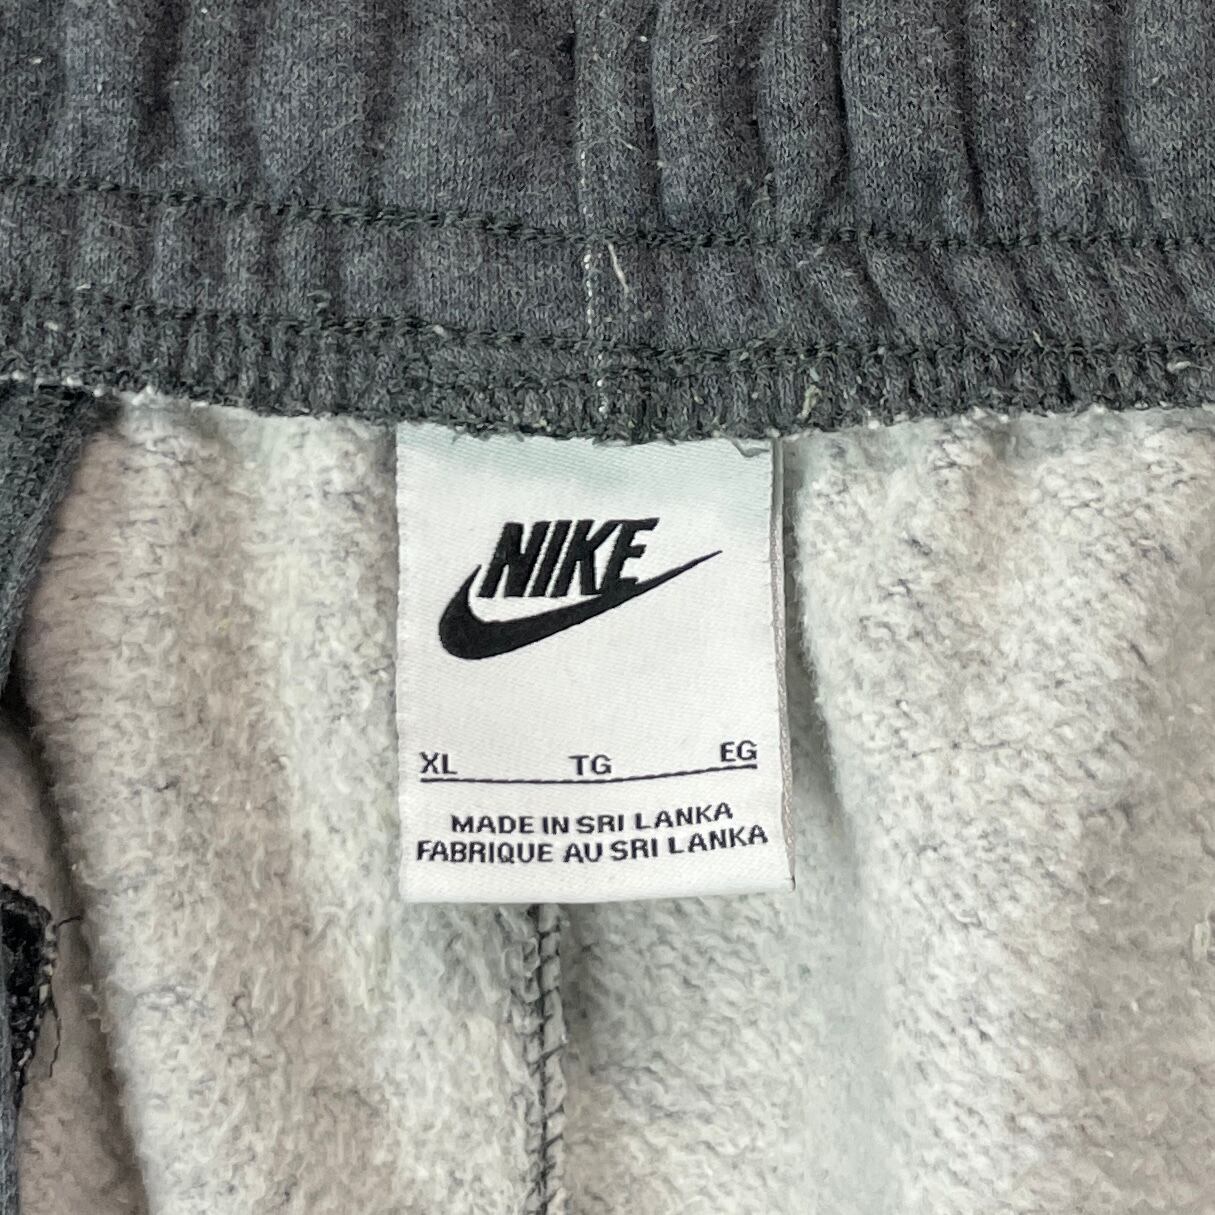 NIKE
XL TG EG
MADE IN SRI LANKA
FABRIQUE AU SRI LANKA